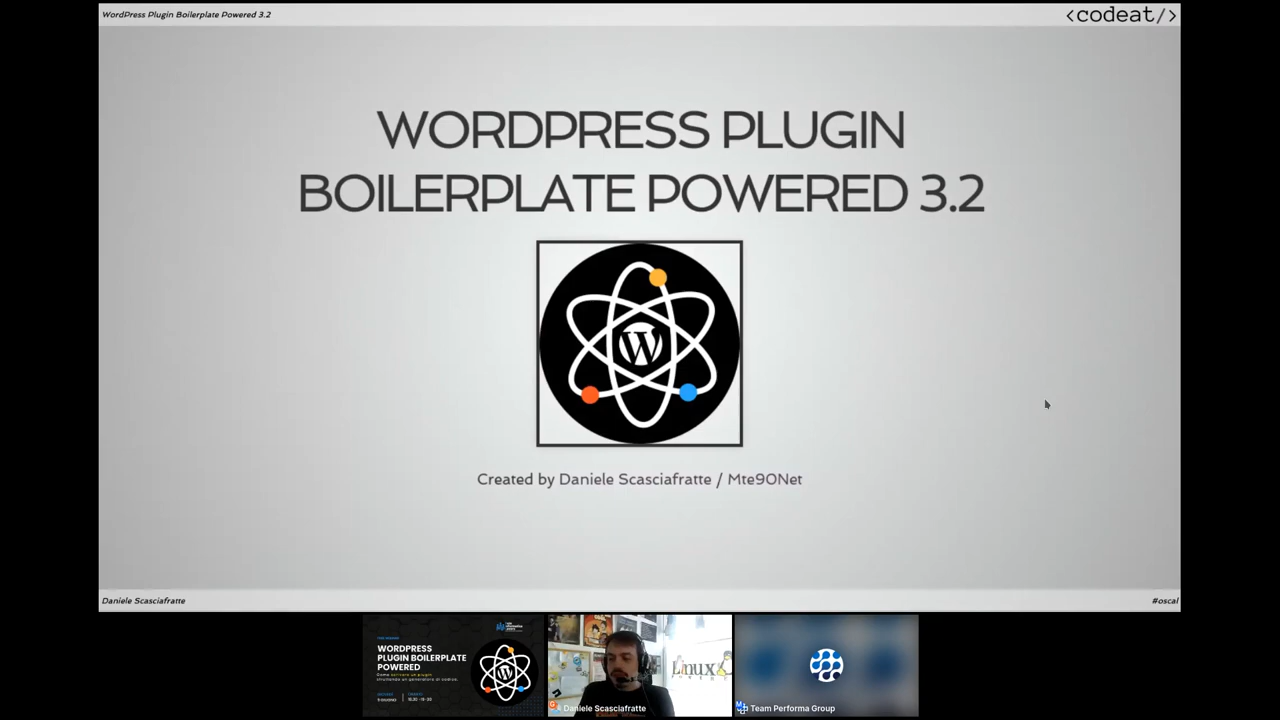 WordPress Plugin Boilerplate Powered 3.2
<codeat/>
WORDPRESS PLUGIN
BOILERPLATE POWERED 3.2
W
Created by Daniele Scasciafratte / Mte90Net
Daniele Scasciafratte
#oscal
WORDPRESS
PLUGIN BOILERPLATE
POWERED
Daniele Scasciafratte
Linux
Team Performa Group